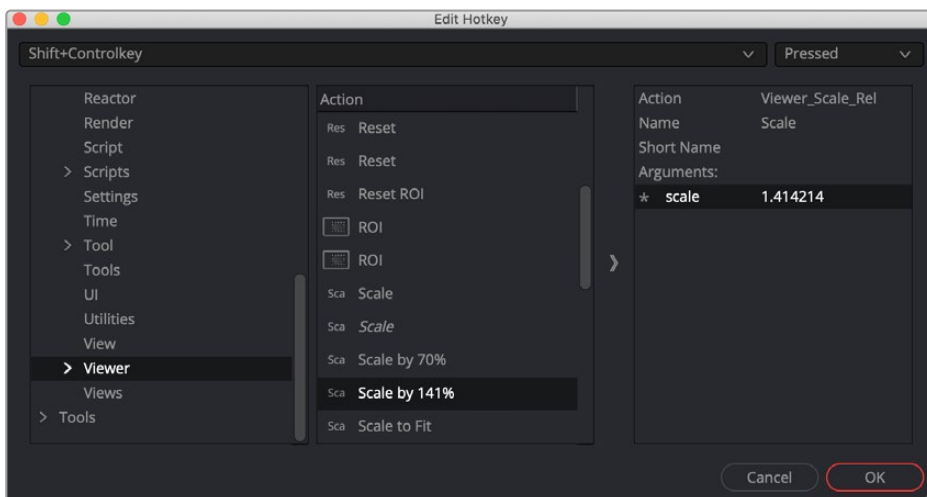 Edit Hotkey
Shift+Controlkey
Pressed
Reactor
Render
Script
Scripts
Settings
Time
Tool
Tools
UI
Utilities
View
Viewer
Views
Tools
Action
Res Reset
Res Reset
Res Reset ROI
ROI
ROI
Sca Scale
Sca Scale
Sca Scale by 70%
Sca Scale by 141%
Sca Scale to Fit
Action Viewer_Scale_Rel
Name Scale
Short Name
Arguments:
* scale 1.414214
Cancel OK